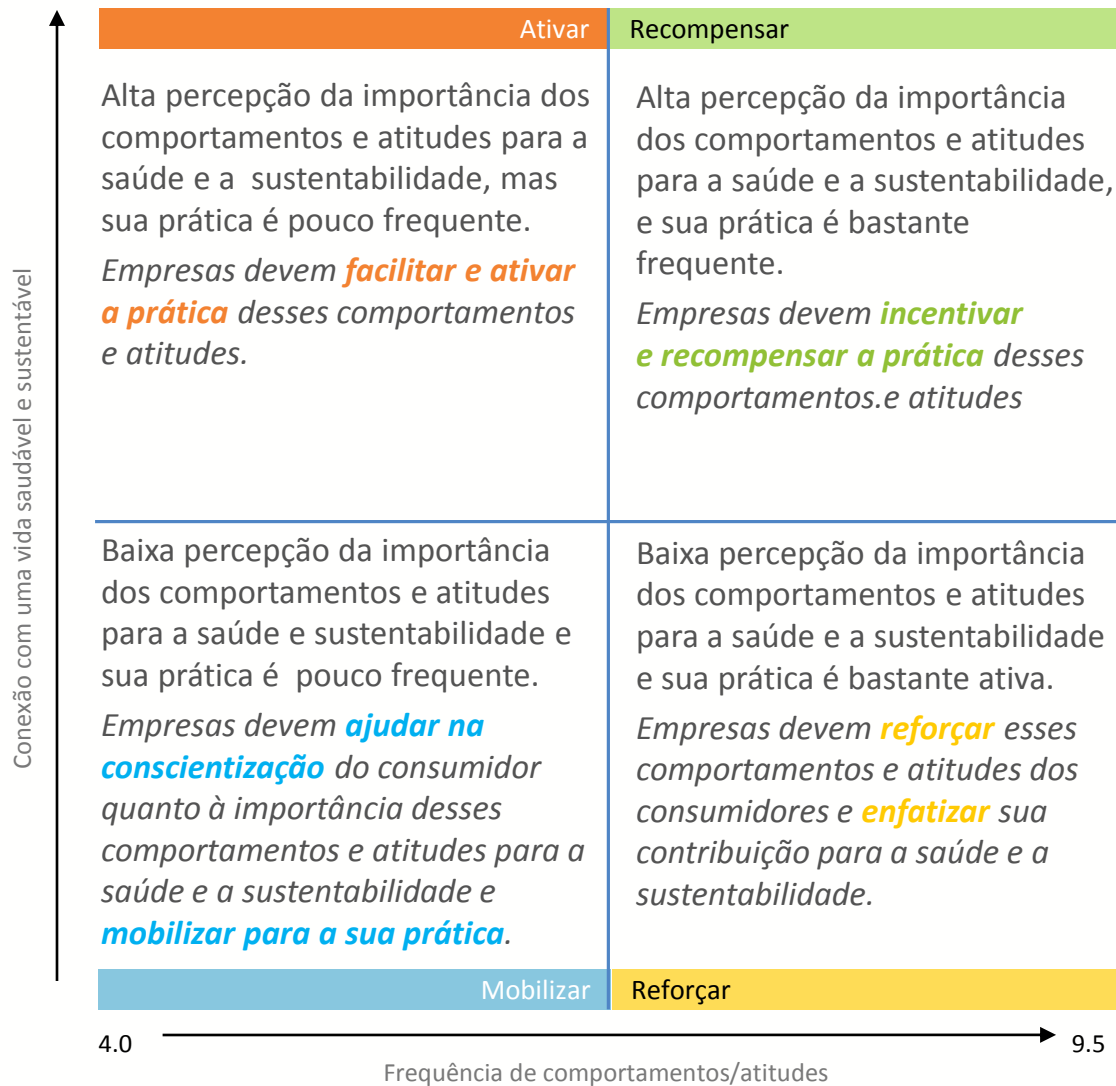 Conexão com uma vida saudável e sustentável
Ativar
Alta percepção da importância dos
comportamentos e atitudes para a
saúde e a  sustentabilidade, mas
sua prática é pouco frequente.
Empresas devem facilitar e ativar
a prática desses comportamentos
e atitudes.
Recompensar
Alta percepção da importância
dos comportamentos e atitudes
para a saúde e a sustentabilidade,
e sua prática é bastante
frequente.
Empresas devem incentivar
e recompensar a prática desses
comportamentos.e atitudes
Baixa percepção da importância
dos comportamentos e atitudes
para a saúde e sustentabilidade e
sua prática é  pouco frequente.
Empresas devem ajudar na
conscientização do consumidor
quanto à importância desses
comportamentos e atitudes para a
saúde e a sustentabilidade e
mobilizar para a sua prática.
Mobilizar
Baixa percepção da importância
dos comportamentos e atitudes
para a saúde e a sustentabilidade
e sua prática é bastante ativa.
Empresas devem reforçar esses
comportamentos e atitudes dos
consumidores e enfatizar sua
contribuição para a saúde e a
sustentabilidade.
Reforçar
4.0
9.5
Frequência de comportamentos/atitudes